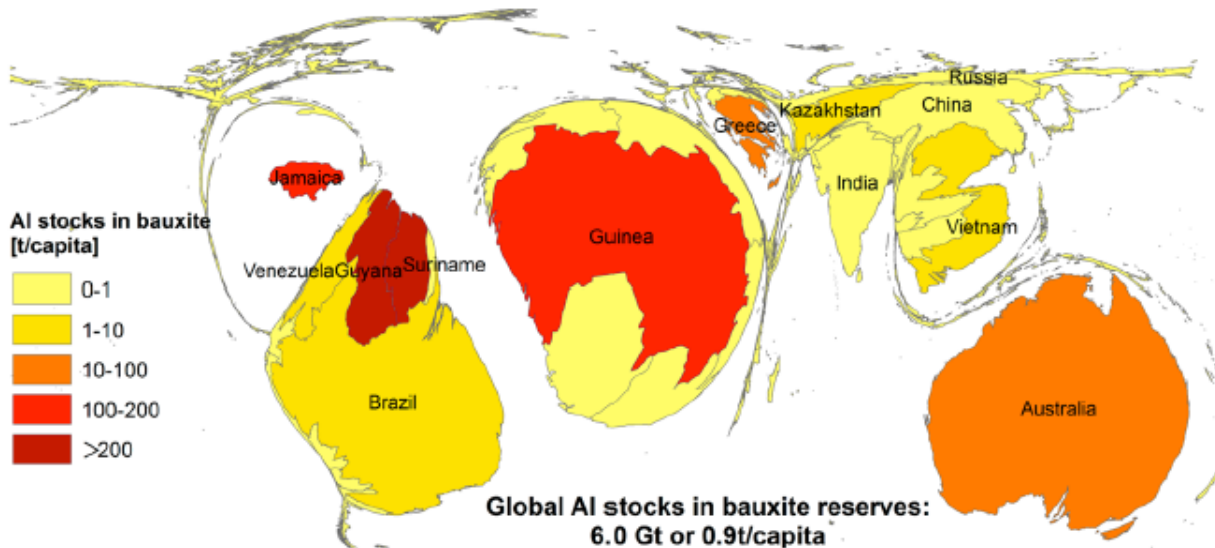 Russia
Kazakhstan
China
Greece
Jamaica
India
Al stocks in bauxite
[t/capita]
Guinea
Vietnam
Venezuela
Guyana
Suriname
0-1
1-10
10-100
Brazil
Australia
100-200
>200
Global Al stocks in bauxite reserves:
6.0 Gt or 0.9t/capita